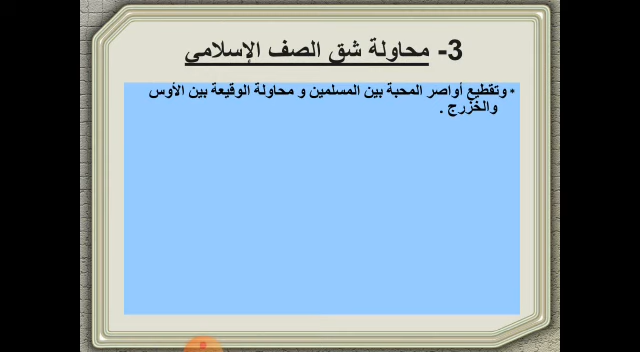 3- محاولة شق الصف الإسلامي
• وتقطيع أواصر المحبة بين المسلمين و محاولة الوقيعة بين الأوس
والخزرج .